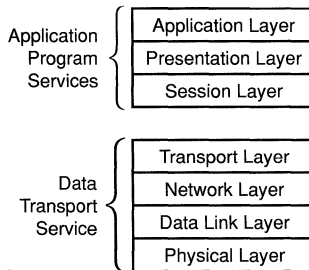 Application
Program
Services
Application Layer
Presentation Layer
Session Layer
Data
Transport
Service
Transport Layer
Network Layer
Data Link Layer
Physical Layer